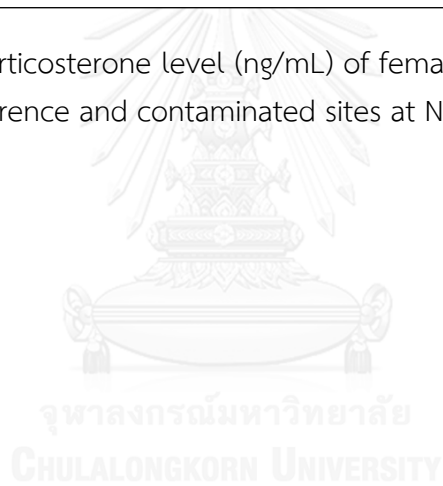 rticosterone level (ng/mL) of fema
rence and contaminated sites at N
จุฬาลงกรณ์มหาวิทยาลัย
CHULALONGKORN UNIVERSITY